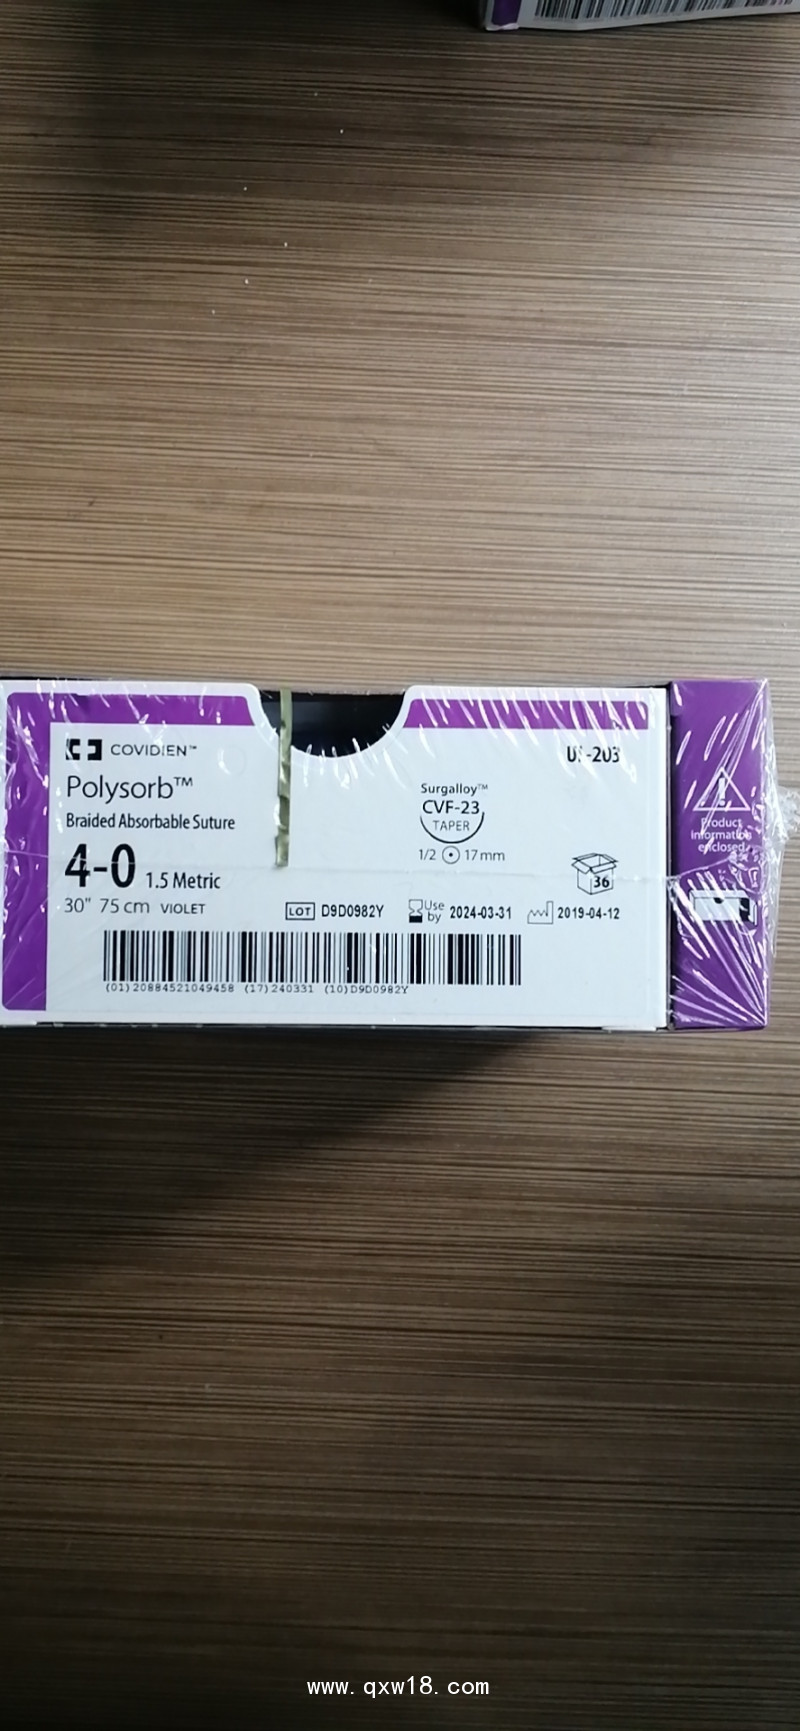 COVIDIEN™
Polysorb™
Braided Absorbable Suture
4-0 1.5 Metric
30" 75 cm VIOLET
Surgalloy™
CVF-23
TAPER
1/2 17 mm
36
LOT D9D0982Y Use by 2024-03-31 2019-04-12
(01)20884521049458 (17)240331 (10)D9D0982Y
Product
information
enclosed
www.qxw18.com